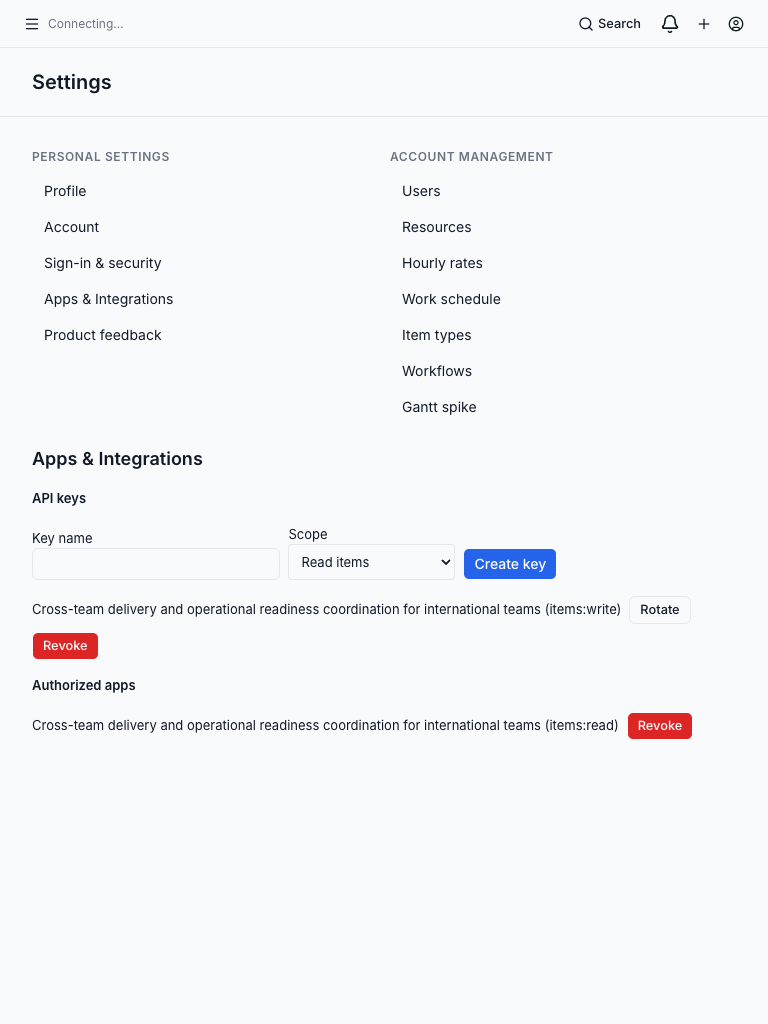 Connecting...
Search
Settings
PERSONAL SETTINGS
Profile
Account
Sign-in & security
Apps & Integrations
Product feedback
ACCOUNT MANAGEMENT
Users
Resources
Hourly rates
Work schedule
Item types
Workflows
Gantt spike
Apps & Integrations
API keys
Key name
Scope
Read items
Create key
Cross-team delivery and operational readiness coordination for international teams (items:write) Rotate
Revoke
Authorized apps
Cross-team delivery and operational readiness coordination for international teams (items:read) Revoke